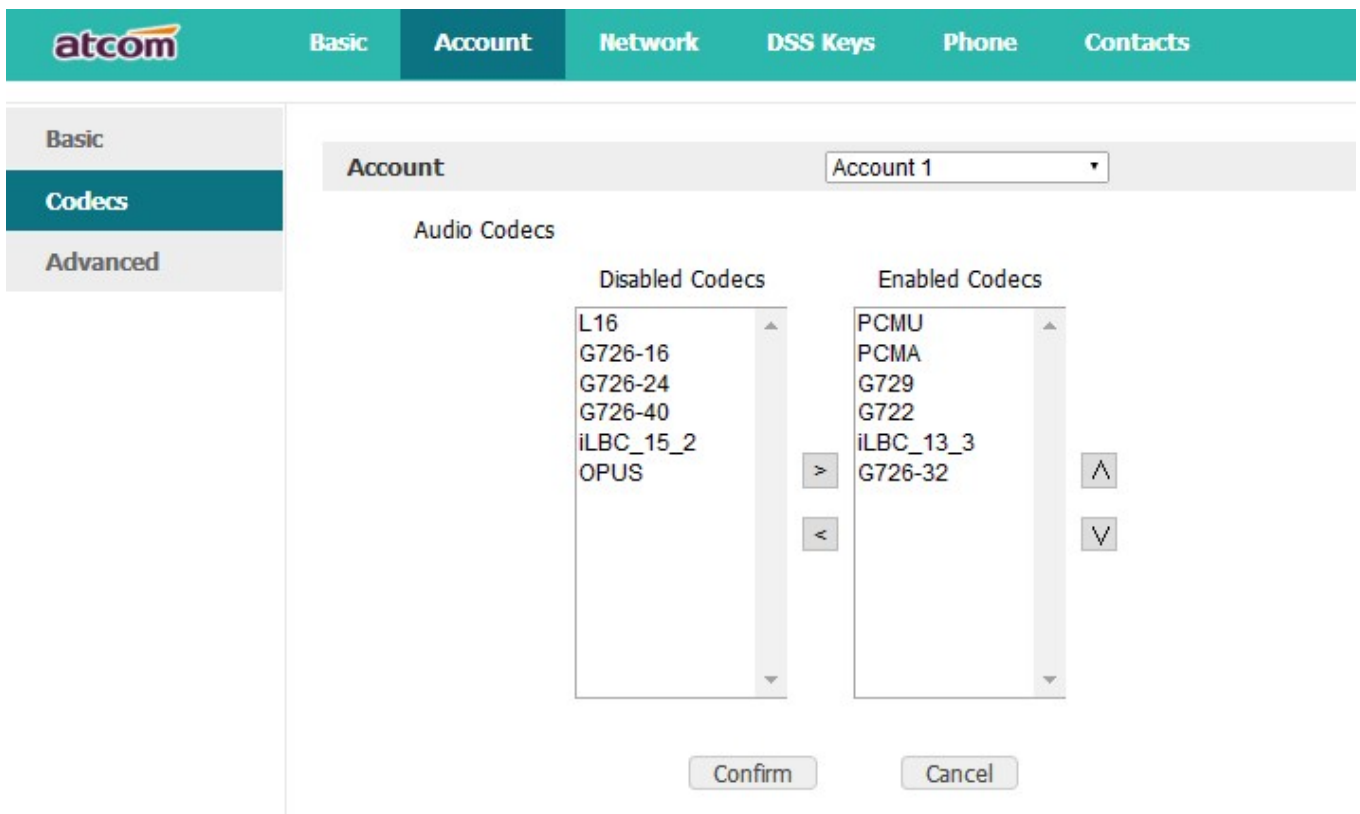 atcom Basic Account Network DSS Keys Phone Contacts
Basic
Codecs
Advanced
Account Account 1
Audio Codecs
Disabled Codecs Enabled Codecs
L16 PCMU
G726-16 PCMA
G726-24 G729
G726-40 G722
iLBC_15_2 iLBC_13_3
OPUS > G726-32 ᐱ
< ᐯ
Confirm Cancel